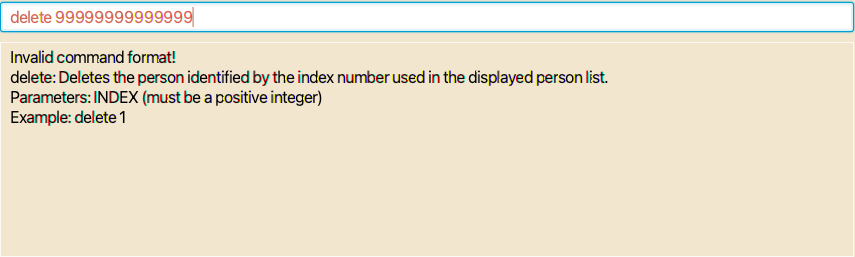 delete 99999999999999
Invalid command format!
delete: Deletes the person identified by the index number used in the displayed person list.
Parameters: INDEX (must be a positive integer)
Example: delete 1